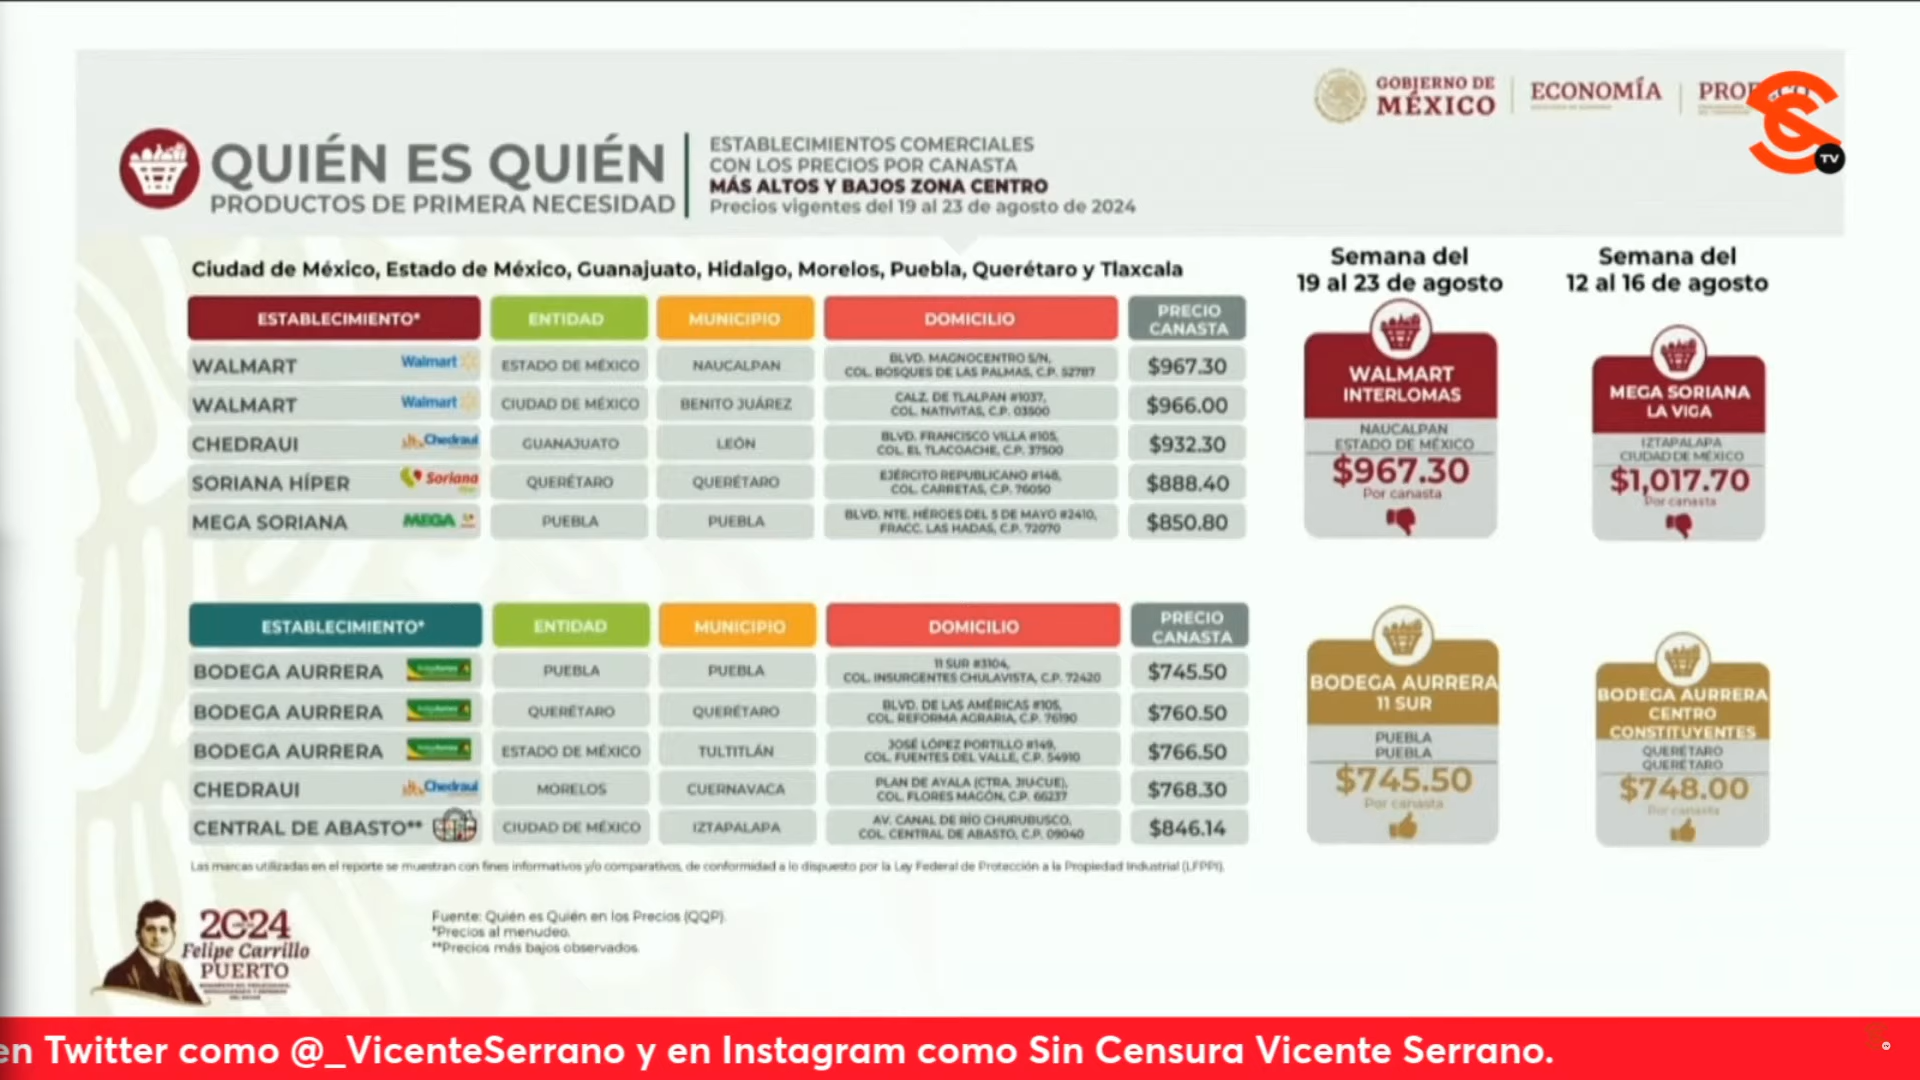 GOBIERNO DE
MÉXICO
ECONOMÍA
TV
QUIÉN ES QUIÉN
PRODUCTOS DE PRIMERA NECESIDAD
ESTABLECIMIENTOS COMERCIALES
CON LOS PRECIOS POR CANASTA
MÁS ALTOS Y BAJOS ZONA CENTRO
Precios vigentes del 19 al 23 de agosto de 2024
Ciudad de México, Estado de México, Guanajuato, Hidalgo, Morelos, Puebla, Querétaro y Tlaxcala
ESTABLECIMIENTO* ENTIDAD MUNICIPIO DOMICILIO PRECIO CANASTA
WALMART Walmart ESTADO DE MÉXICO NAUCALPAN BLVD. MAGNOCENTRO S/N, COL. BOSQUES DE LAS PALMAS, C.P. 52787 $967.30
WALMART Walmart CIUDAD DE MÉXICO BENITO JUÁREZ CALZ. DE TLALPAN #1037, COL. NATIVITAS, C.P. 03500 $966.00
CHEDRAUI Chedraui GUANAJUATO LEÓN BLVD. FRANCISCO VILLA #105, COL. EL TLACOACHE, C.P. 37500 $932.30
SORIANA HÍPER Soriana QUERÉTARO QUERÉTARO EJÉRCITO REPUBLICANO #148, COL. CARRETAS, C.P. 76050 $888.40
MEGA SORIANA MEGA PUEBLA PUEBLA BLVD. NTE. HÉROES DEL 5 DE MAYO #2410, FRACC. LAS HADAS, C.P. 72070 $850.80
Semana del
19 al 23 de agosto
WALMART
INTERLOMAS
NAUCALPAN
ESTADO DE MÉXICO
$967.30
Por canasta
Semana del
12 al 16 de agosto
MEGA SORIANA
LA VIGA
IZTAPALAPA
CIUDAD DE MÉXICO
$1,017.70
Por canasta
ESTABLECIMIENTO* ENTIDAD MUNICIPIO DOMICILIO PRECIO CANASTA
BODEGA AURRERA PUEBLA PUEBLA 11 SUR #3104, COL. INSURGENTES CHULAVISTA, C.P. 72420 $745.50
BODEGA AURRERA QUERÉTARO QUERÉTARO BLVD. DE LAS AMÉRICAS #105, COL. REFORMA AGRARIA, C.P. 76190 $760.50
BODEGA AURRERA ESTADO DE MÉXICO TULTITLÁN JOSÉ LÓPEZ PORTILLO #149, COL. FUENTES DEL VALLE, C.P. 54910 $766.50
CHEDRAUI Chedraui MORELOS CUERNAVACA PLAN DE AYALA (CTRA. JIU-CUE), COL. FLORES MAGÓN, C.P. 66237 $768.30
CENTRAL DE ABASTO** CIUDAD DE MÉXICO IZTAPALAPA AV. CANAL DE RÍO CHURUBUSCO, COL. CENTRAL DE ABASTO, C.P. 09040 $846.14
BODEGA AURRERA
11 SUR
PUEBLA
PUEBLA
$745.50
Por canasta
BODEGA AURRERA
CENTRO
CONSTITUYENTES
QUERÉTARO
QUERÉTARO
$748.00
Por canasta
Las marcas utilizadas en el reporte se muestran con fines informativos y/o comparativos, de conformidad a lo dispuesto por la Ley Federal de Protección a la Propiedad Industrial (LFPPI).
2024
Felipe Carrillo
PUERTO
Fuente: Quién es Quién en los Precios (QQP).
*Precios al menudeo.
**Precios más bajos observados.
en Twitter como @_VicenteSerrano y en Instagram como Sin Censura Vicente Serrano.